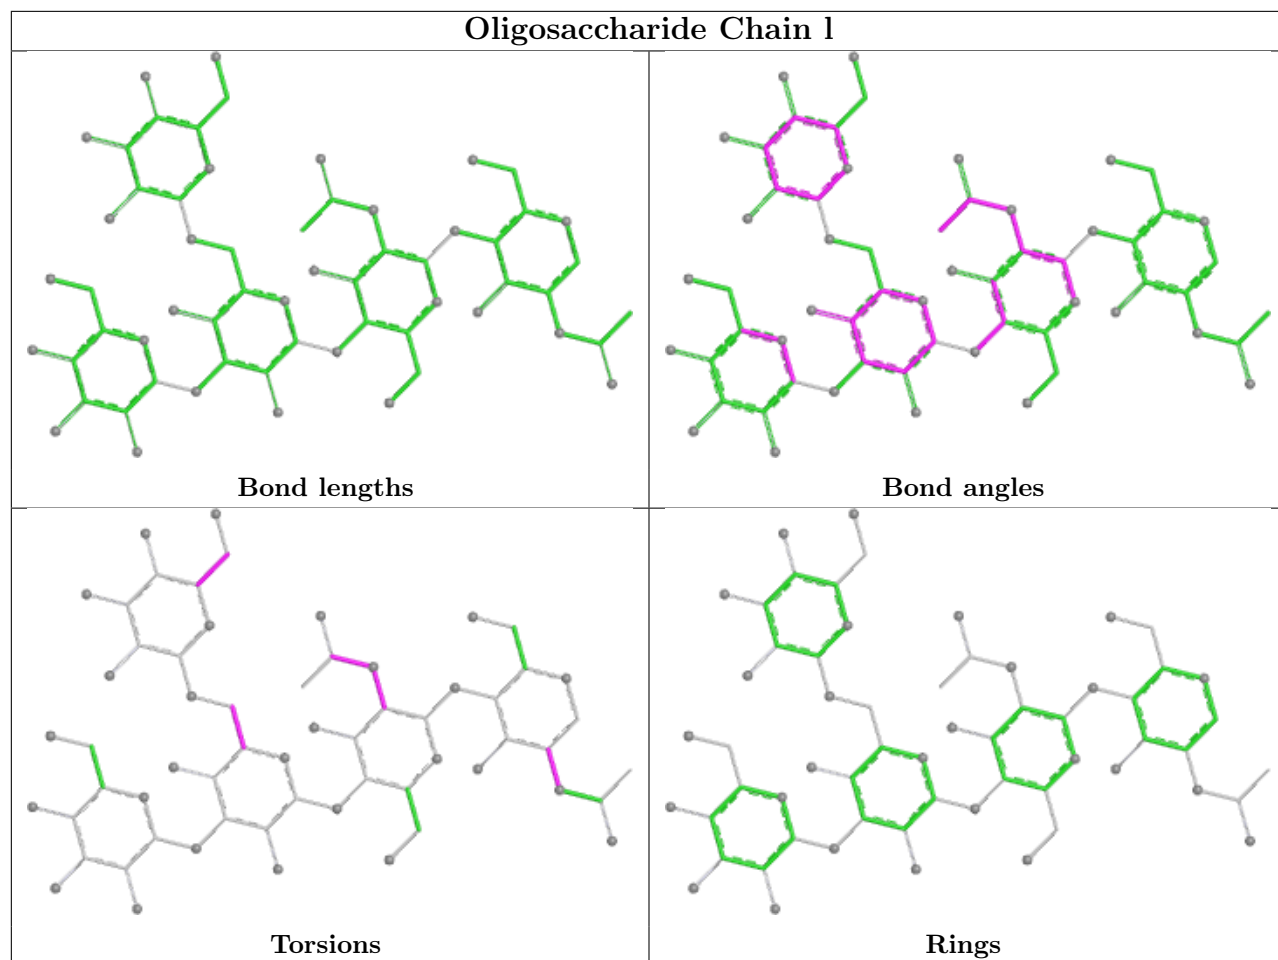 Oligosaccharide Chain l
Bond lengths
Bond angles
Torsions
Rings